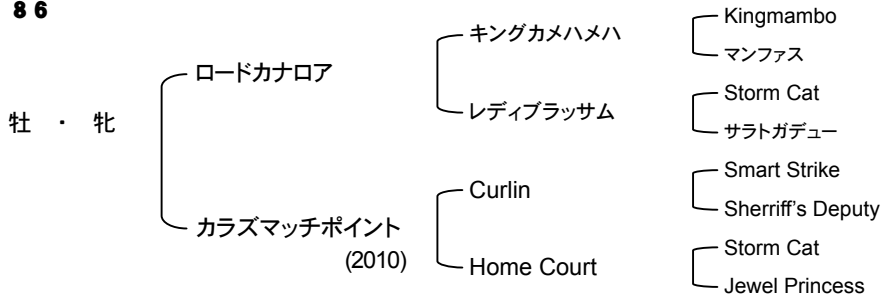 86
牡 ・ 牝
ロードカナロア
キングカメハメハ
Kingmambo
マンファス
レディブラッサム
Storm Cat
サラトガデュー
カラズマッチポイント
(2010)
Curlin
Smart Strike
Sherriff's Deputy
Home Court
Storm Cat
Jewel Princess